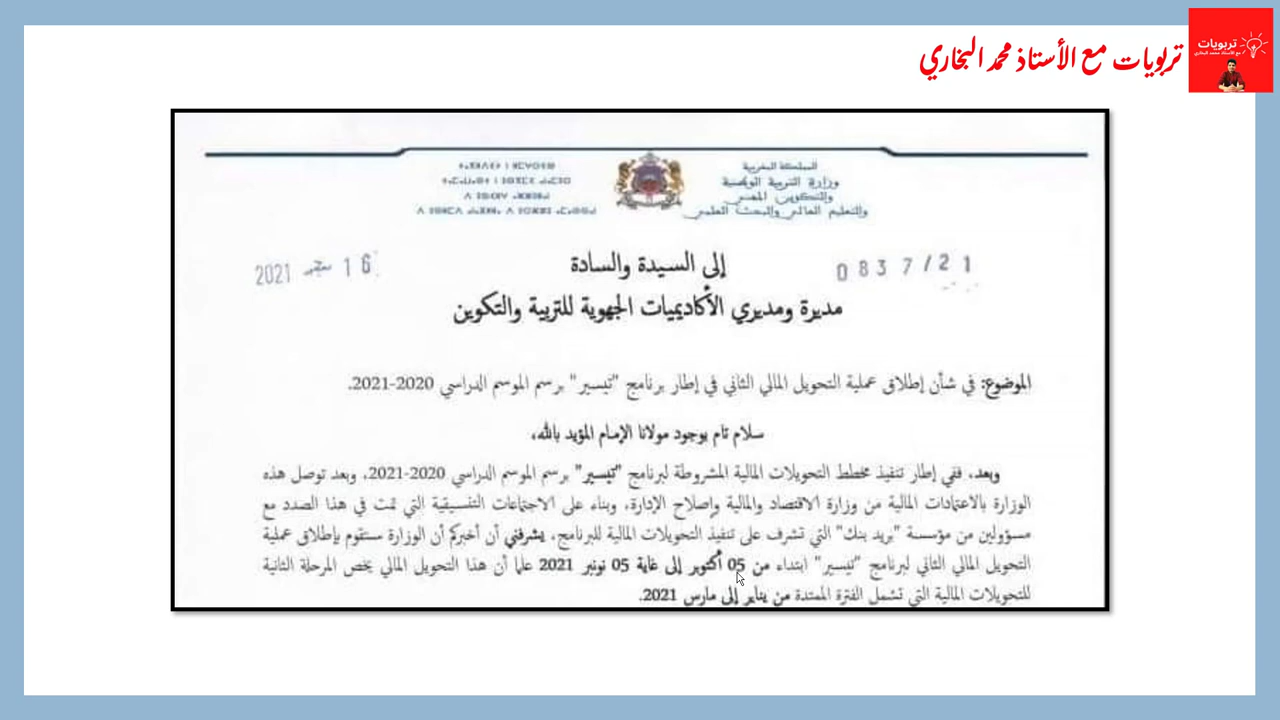 تربويات مع الأستاذ محمد البخاري
تربويات
مع الأستاذ محمد البخاري
المملكة المغربية
وزارة التربية الوطنية
والتكوين المهني
والتعليم العالي والبحث العلمي
0837/21
16 سبتمبر 2021
إلى السيدة والسادة
مديرة ومديري الأكاديميات الجهوية للتربية والتكوين
الموضوع: في شأن إطلاق عملية التحويل المالي الثاني في إطار برنامج "تيسير" برسم الموسم الدراسي 2020-2021.
سلام تام بوجود مولانا الإمام المؤيد بالله،
وبعد، ففي إطار تنفيذ مخطط التحويلات المالية المشروطة لبرنامج "تيسير" برسم الموسم الدراسي 2020-2021، وبعد توصل هذه
الوزارة بالاعتمادات المالية من وزارة الاقتصاد والمالية وإصلاح الإدارة، وبناء على الاجتماعات التنسيقية التي تمت في هذا الصدد مع
مسؤولين من مؤسسة "بريد بنك" التي تشرف على تنفيذ التحويلات المالية للبرنامج، يشرفني أن أخبركم أن الوزارة ستقوم بإطلاق عملية
التحويل المالي الثاني لبرنامج "تيسير" ابتداء من 05 أكتوبر إلى غاية 05 نونبر 2021 علما أن هذا التحويل المالي يخص المرحلة الثانية
للتحويلات المالية التي تشمل الفترة الممتدة من يناير إلى مارس 2021.